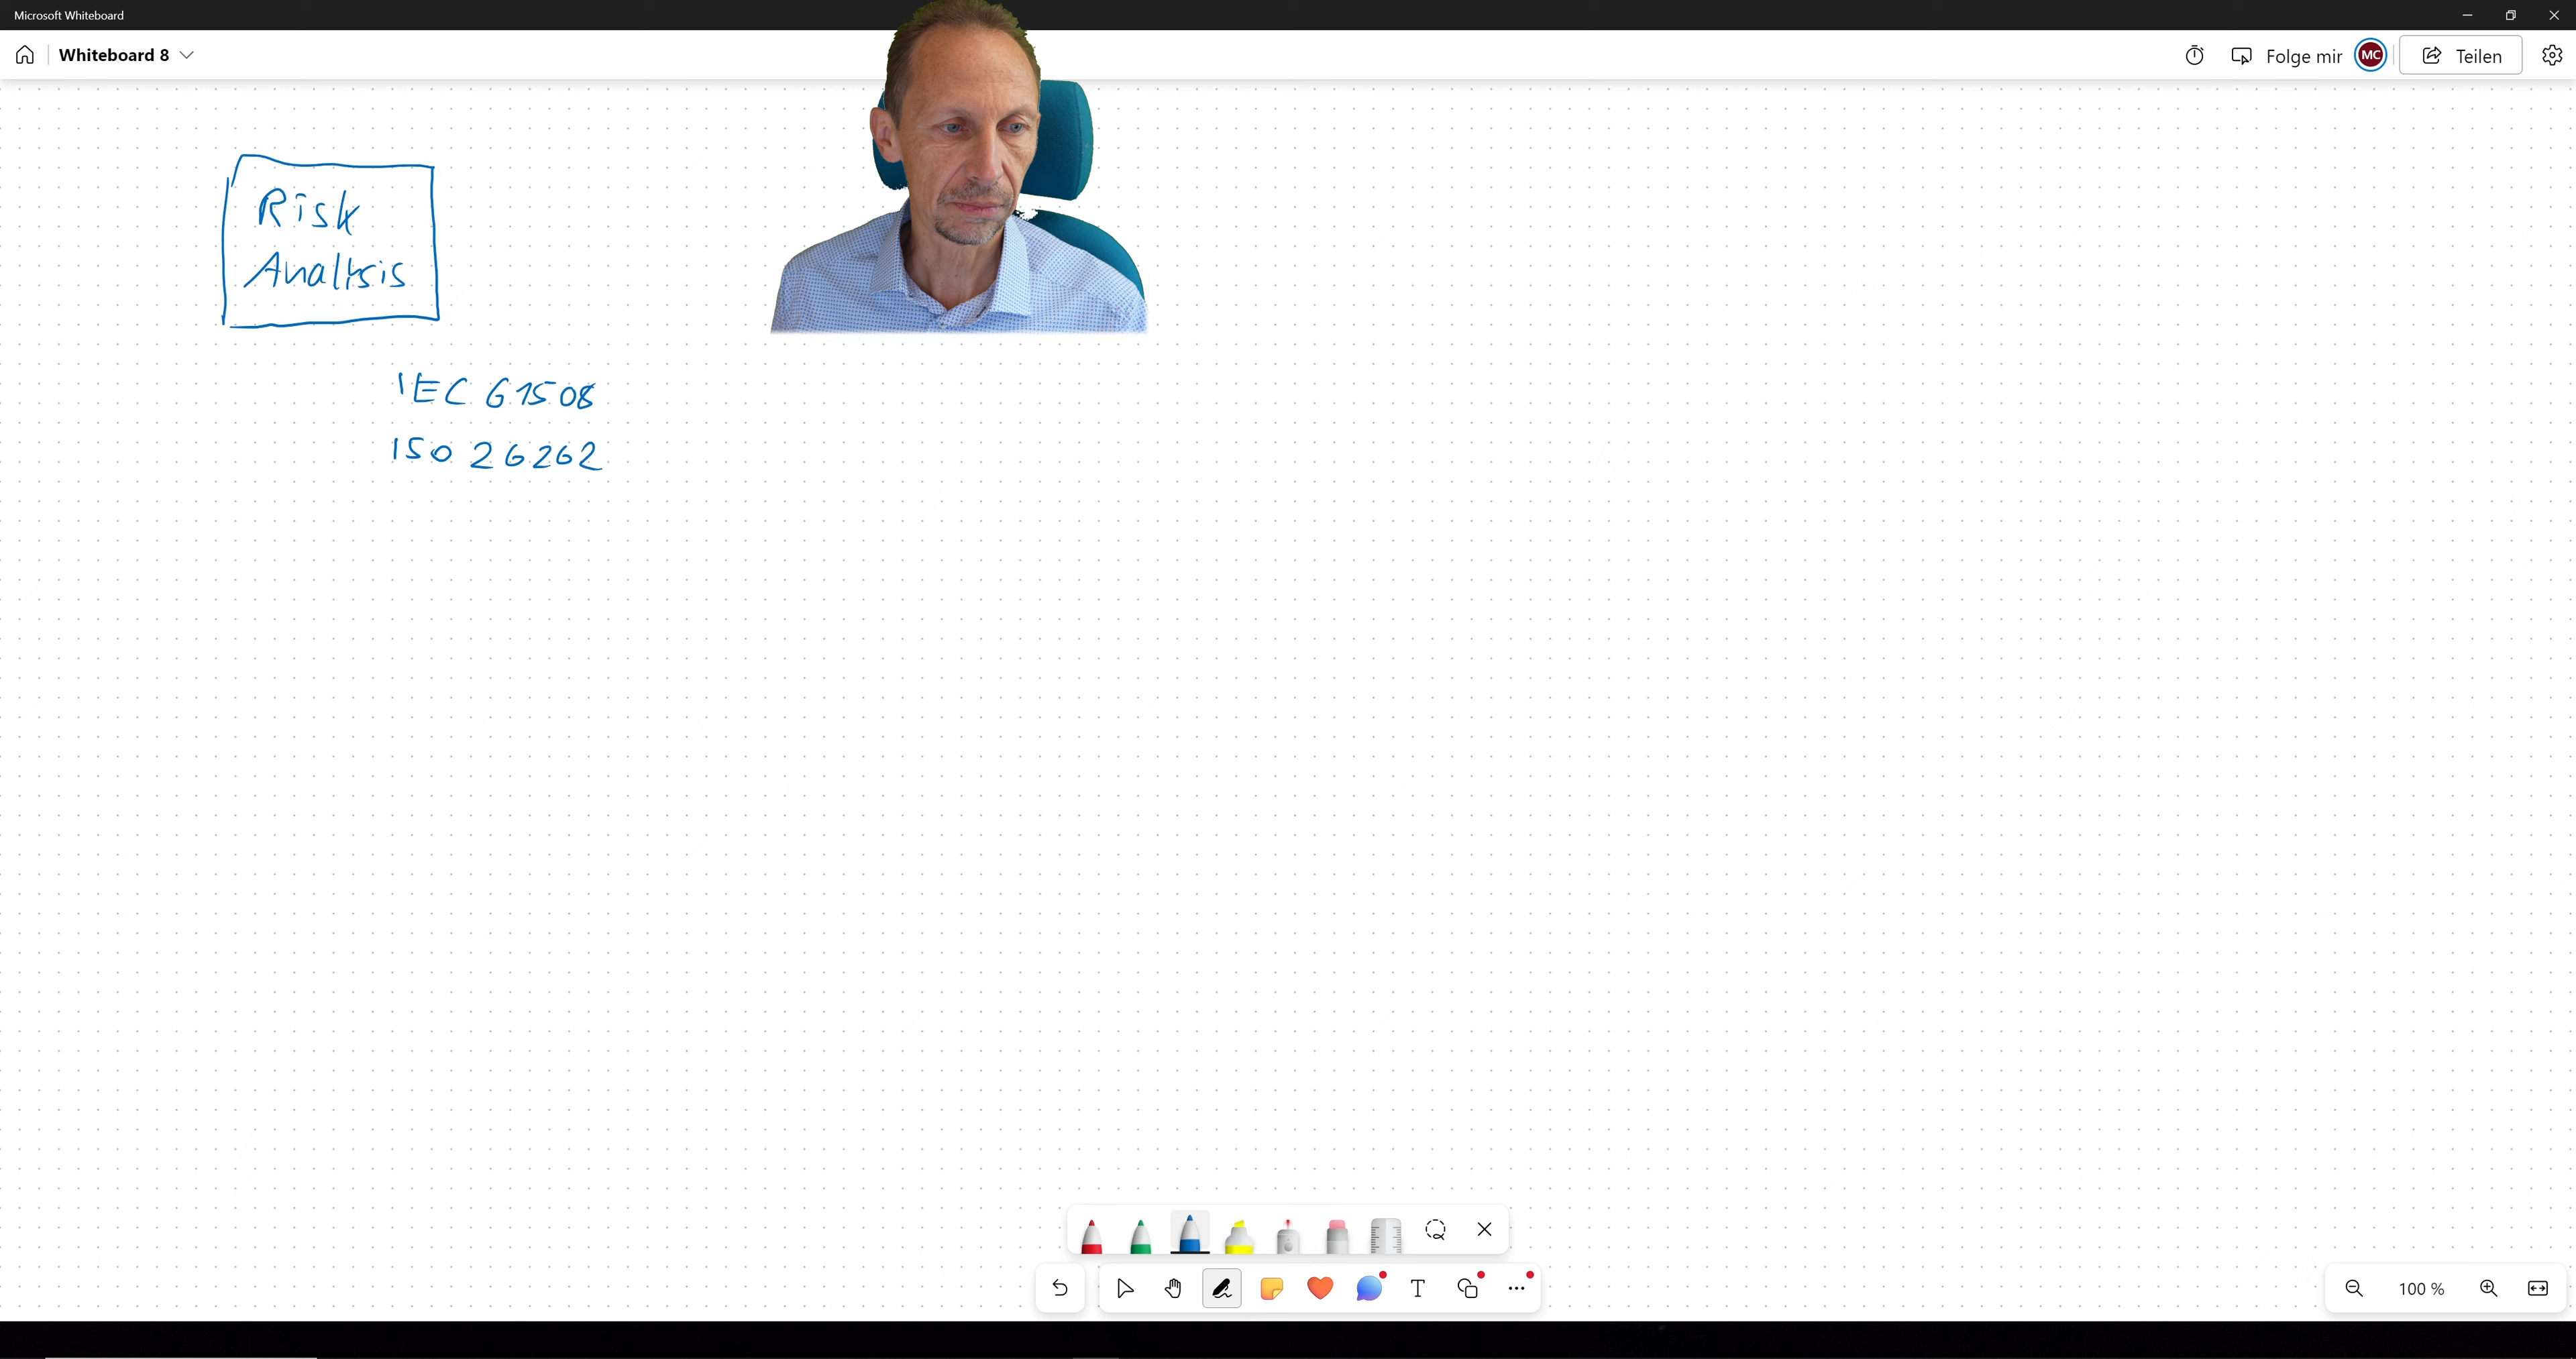 Microsoft Whiteboard
Whiteboard 8
Folge mir
MC
Teilen
Risk
Analysis
IEC 61508
ISO 26262
T
100 %